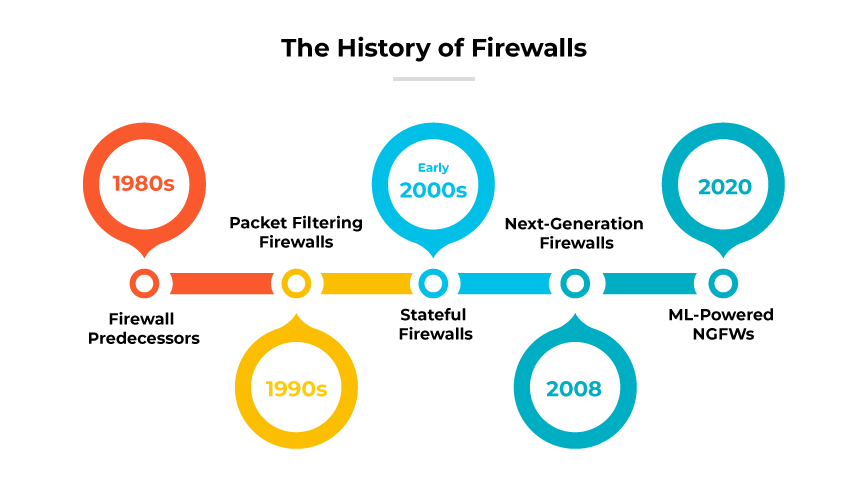 The History of Firewalls
1980s
Firewall
Predecessors
Packet Filtering
Firewalls
1990s
Early
2000s
Stateful
Firewalls
Next-Generation
Firewalls
2008
2020
ML-Powered
NGFWs